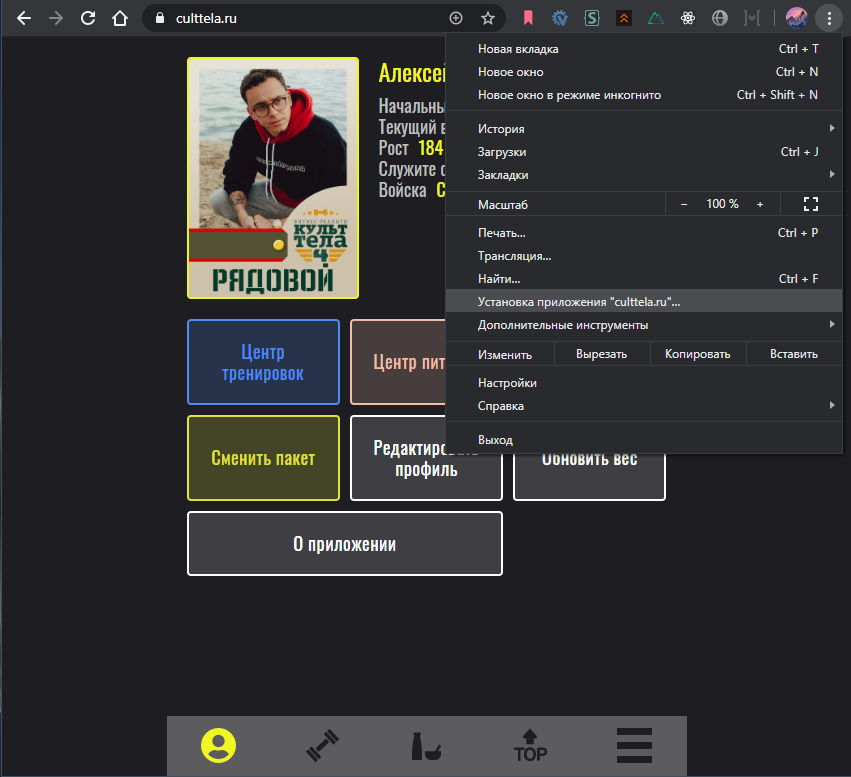 culttela.ru
Новая вкладка Ctrl + T
Новое окно Ctrl + N
Новое окно в режиме инкогнито Ctrl + Shift + N
История
Загрузки Ctrl + J
Закладки
Масштаб − 100 % +
Печать... Ctrl + P
Трансляция...
Найти... Ctrl + F
Установка приложения "culttela.ru"...
Дополнительные инструменты
Изменить Вырезать Копировать Вставить
Настройки
Справка
Выход
Алексей
Начальны
Текущий в
Рост 184
Служите с
Войска С
ФИТНЕС-РЕАЛИТИ
КУЛЬТ
ТЕЛА
4
РЯДОВОЙ
Центр
тренировок
Центр пит
Сменить пакет
Редактировать
профиль
Обновить вес
О приложении
TOP